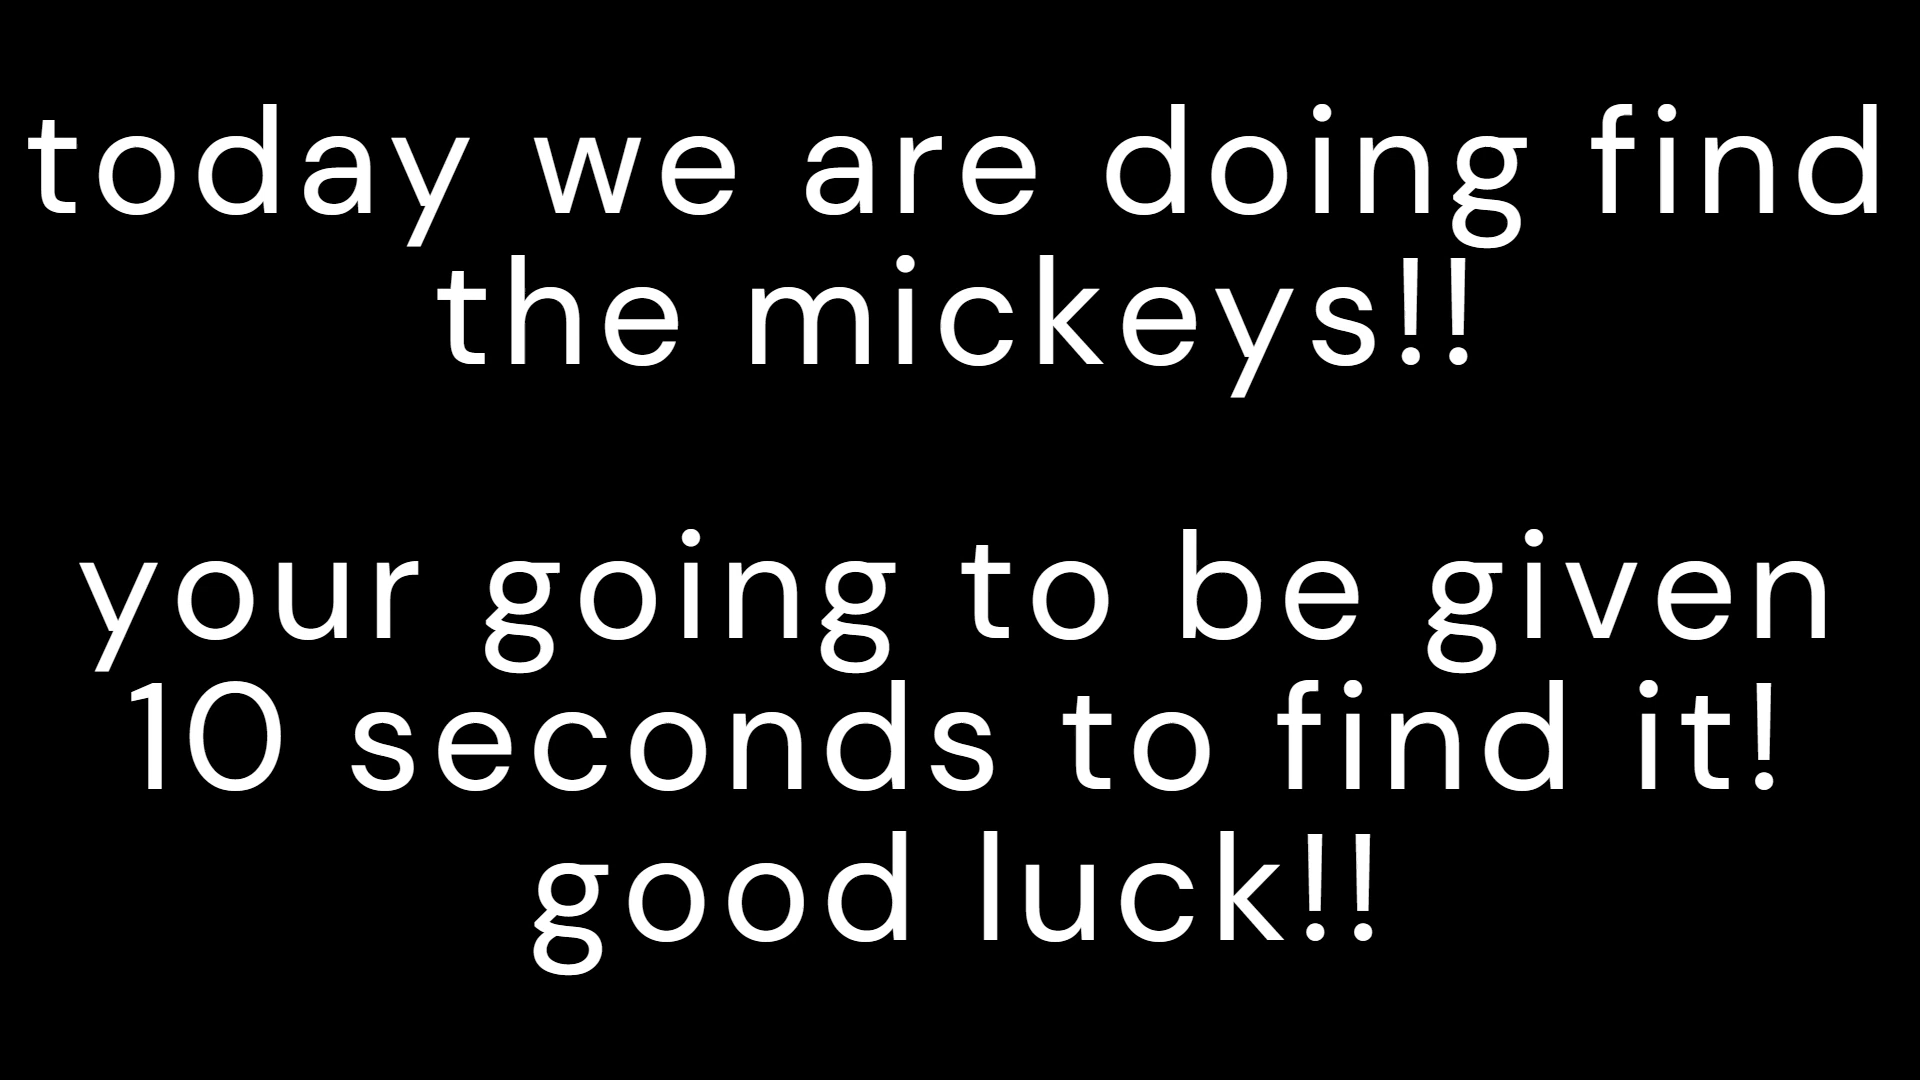 today we are doing find
the mickeys!!
your going to be given
10 seconds to find it!
good luck!!